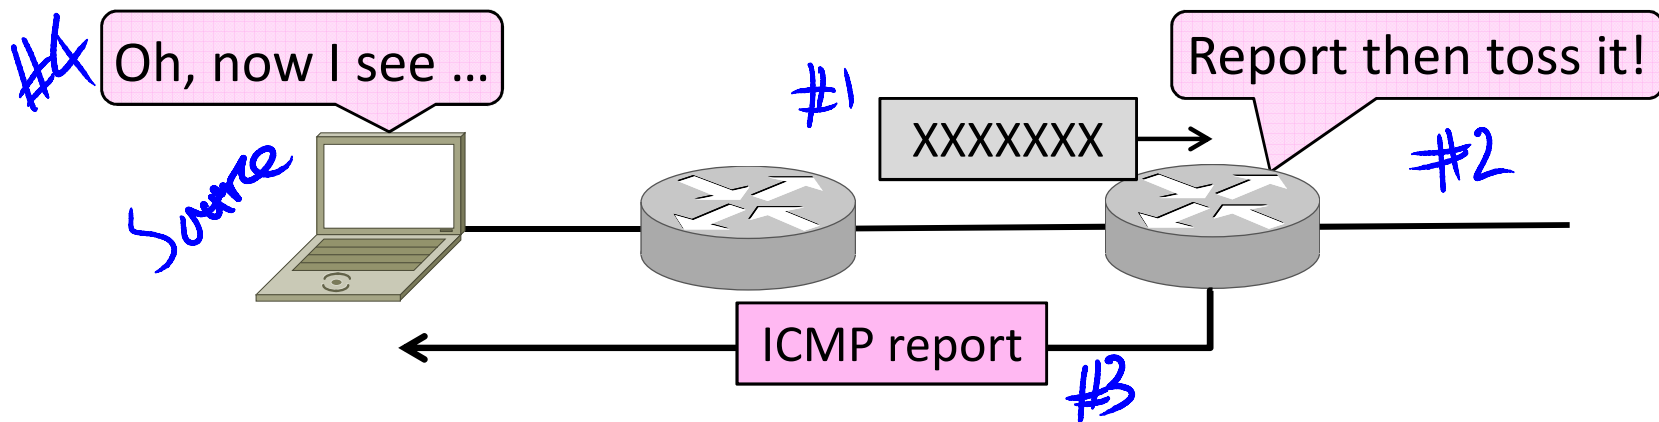 #4
Oh, now I see ...
Report then toss it!
#1
XXXXXXX
#2
Source
ICMP report
#3